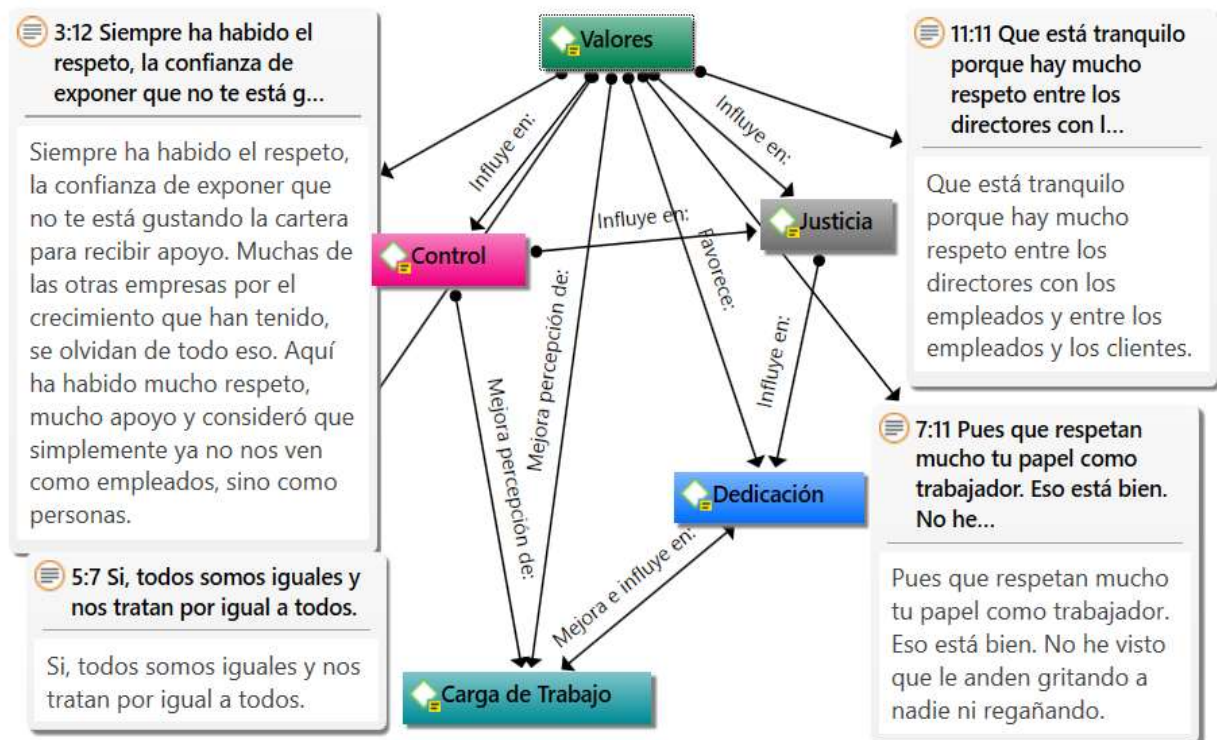 3:12 Siempre ha habido el
respeto, la confianza de
exponer que no te está g...
Siempre ha habido el respeto,
la confianza de exponer que
no te está gustando la cartera
para recibir apoyo. Muchas de
las otras empresas por el
crecimiento que han tenido,
se olvidan de todo eso. Aquí
ha habido mucho respeto,
mucho apoyo y consideró que
simplemente ya no nos ven
como empleados, sino como
personas.
5:7 Si, todos somos iguales y
nos tratan por igual a todos.
Si, todos somos iguales y nos
tratan por igual a todos.
Valores
Influye en:
Influye en:
Control
Influye en:
Justicia
Mejora percepción de:
Mejora percepción de:
Favorece:
Influye en:
Dedicación
Mejora e influye en:
Carga de Trabajo
11:11 Que está tranquilo
porque hay mucho
respeto entre los
directores con l...
Que está tranquilo
porque hay mucho
respeto entre los
directores con los
empleados y entre los
empleados y los clientes.
7:11 Pues que respetan
mucho tu papel como
trabajador. Eso está bien.
No he...
Pues que respetan mucho
tu papel como trabajador.
Eso está bien. No he visto
que le anden gritando a
nadie ni regañando.